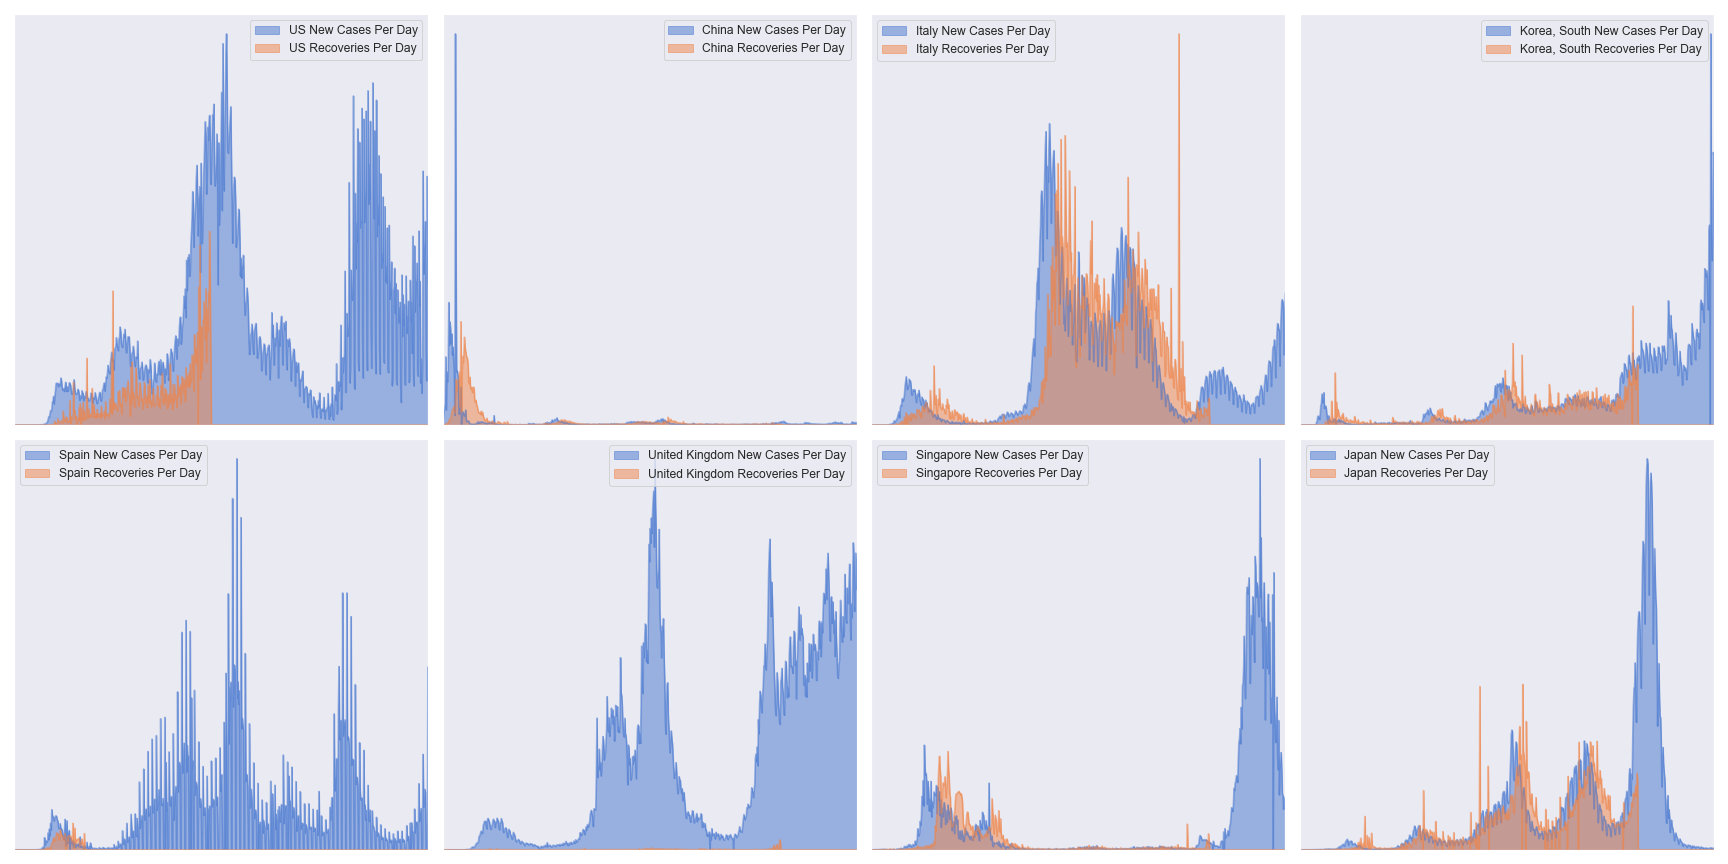 US New Cases Per Day
US Recoveries Per Day
China New Cases Per Day
China Recoveries Per Day
Italy New Cases Per Day
Italy Recoveries Per Day
Korea, South New Cases Per Day
Korea, South Recoveries Per Day
Spain New Cases Per Day
Spain Recoveries Per Day
United Kingdom New Cases Per Day
United Kingdom Recoveries Per Day
Singapore New Cases Per Day
Singapore Recoveries Per Day
Japan New Cases Per Day
Japan Recoveries Per Day